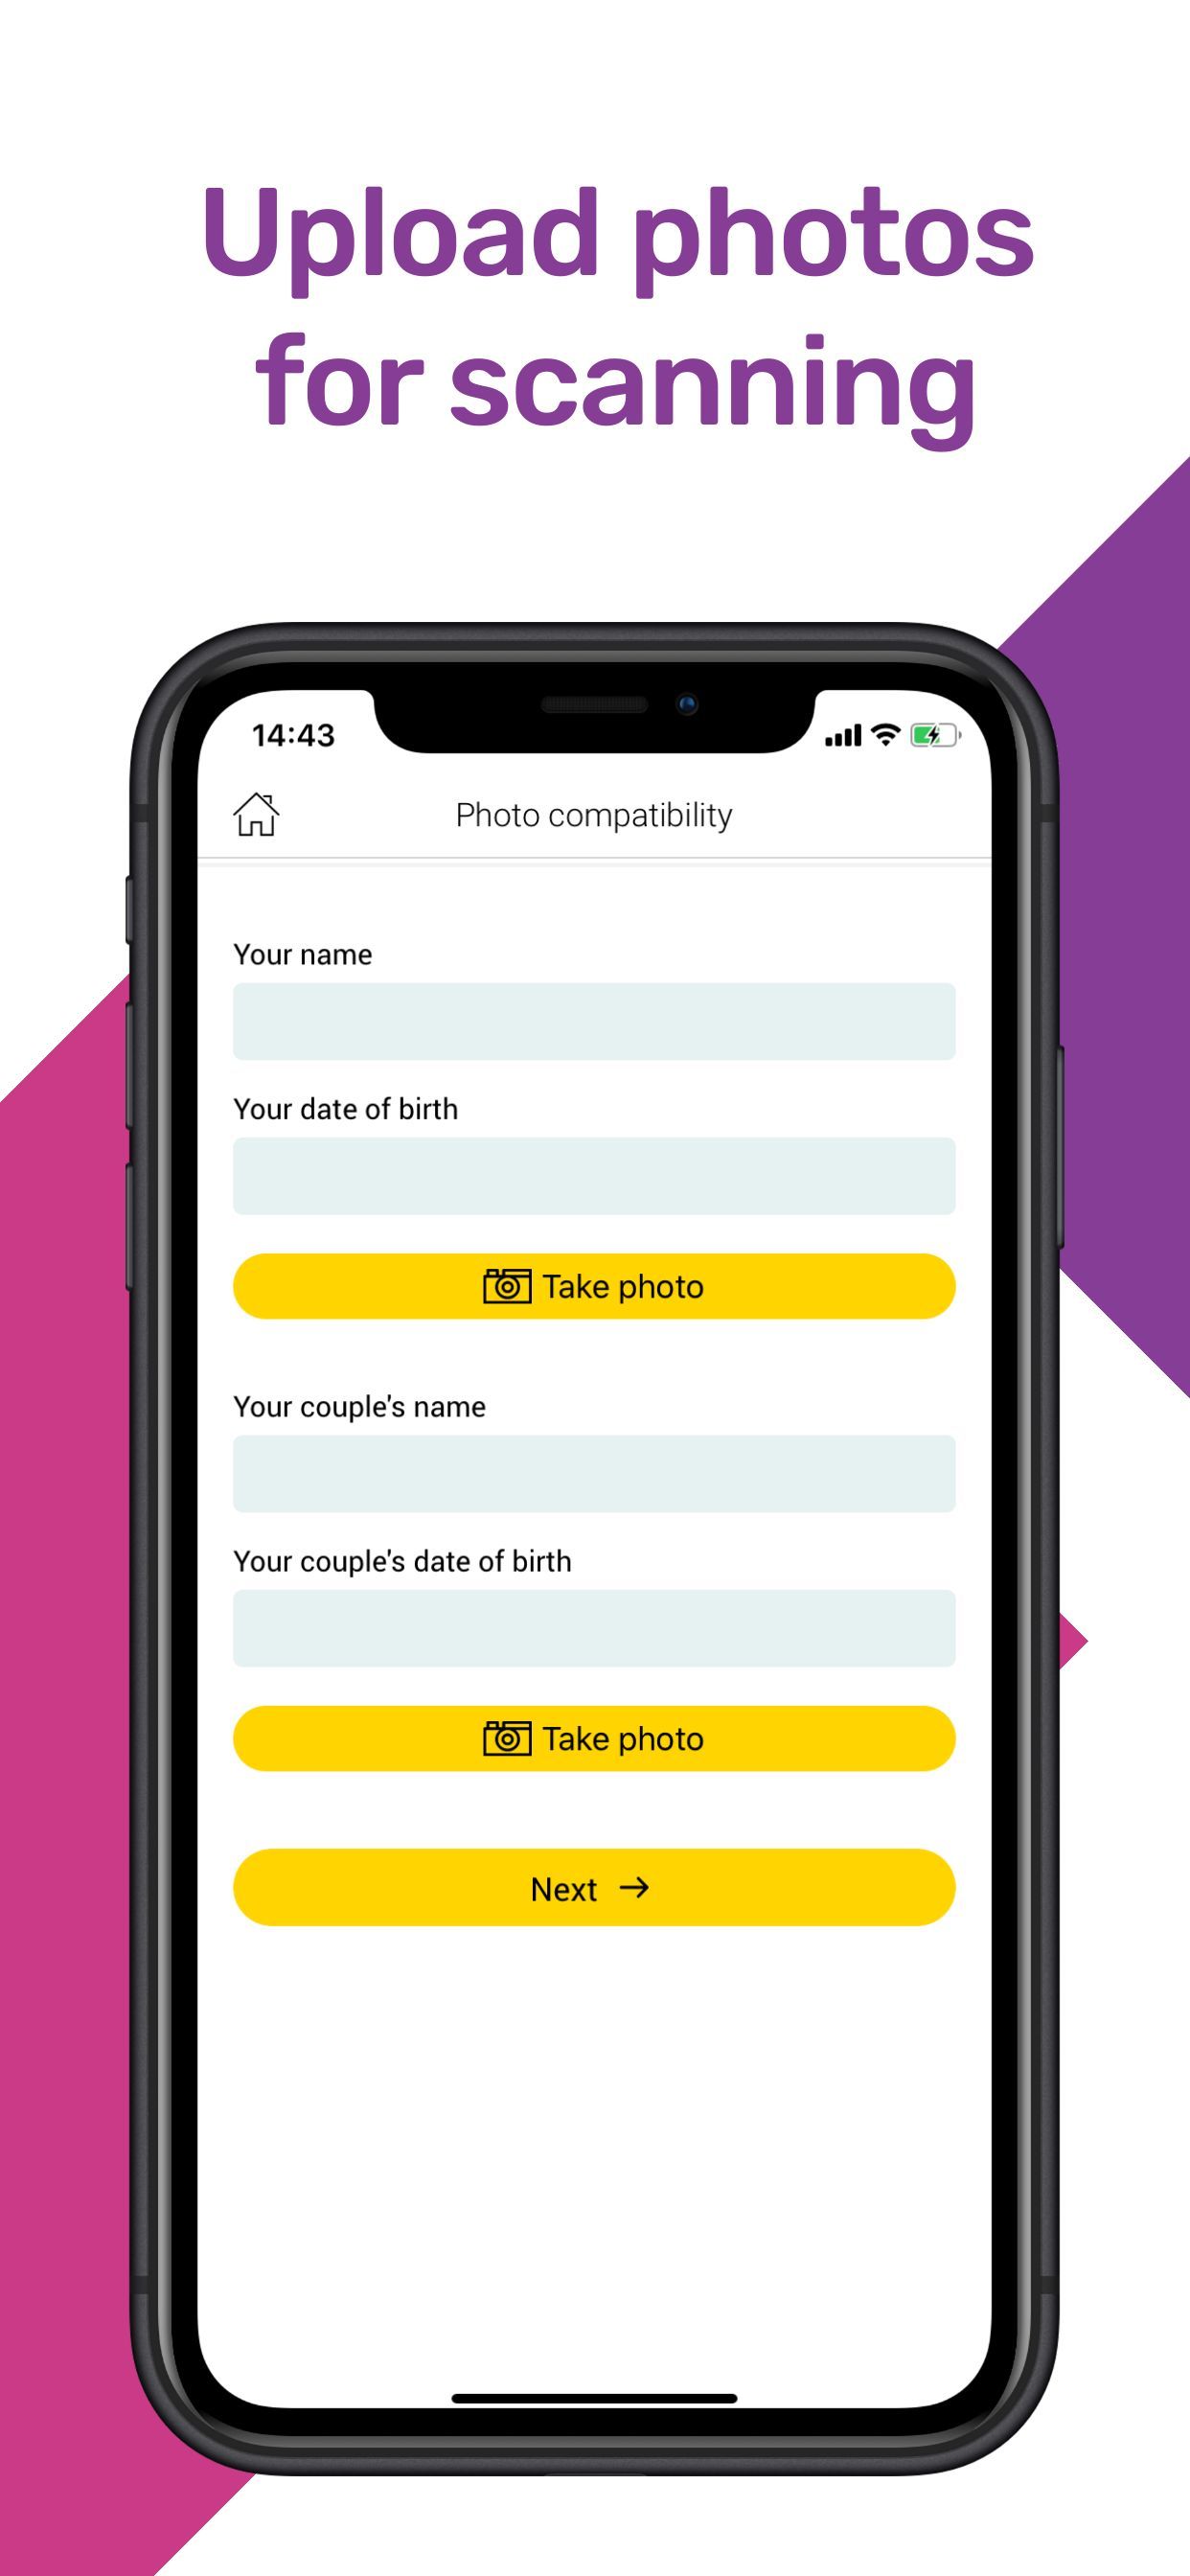 Upload photos
for scanning
14:43
Photo compatibility
Your name
Your date of birth
Take photo
Your couple's name
Your couple's date of birth
Take photo
Next →